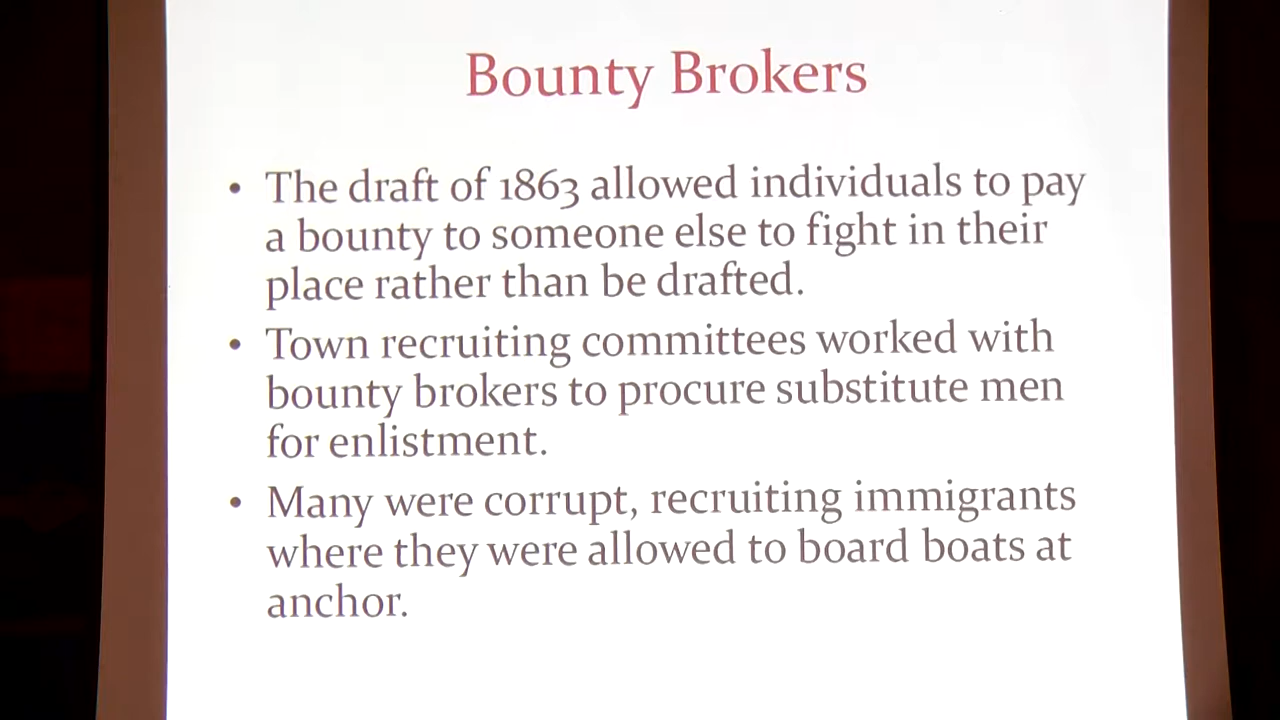 Bounty Brokers
• The draft of 1863 allowed individuals to pay
a bounty to someone else to fight in their
place rather than be drafted.
• Town recruiting committees worked with
bounty brokers to procure substitute men
for enlistment.
• Many were corrupt, recruiting immigrants
where they were allowed to board boats at
anchor.